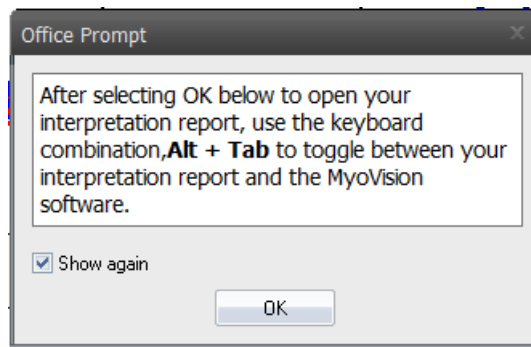 Office Prompt
After selecting OK below to open your
interpretation report, use the keyboard
combination,Alt + Tab to toggle between your
interpretation report and the MyoVision
software.
Show again
OK